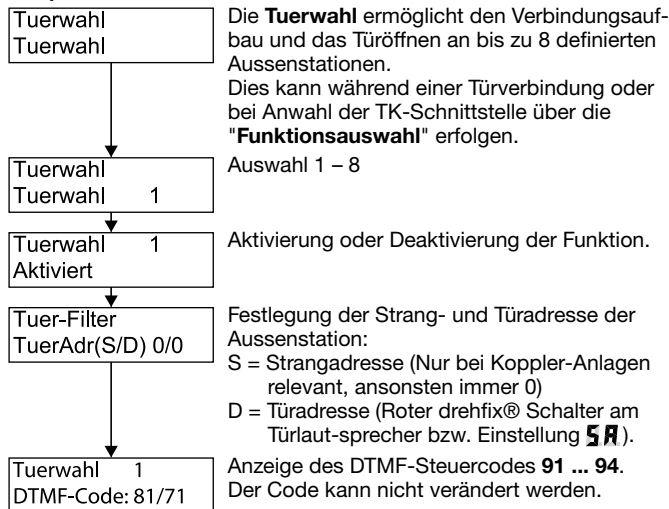 Tuerwahl
Tuerwahl
Die Tuerwahl ermöglicht den Verbindungsauf-
bau und das Türöffnen an bis zu 8 definierten
Aussenstationen.
Dies kann während einer Türverbindung oder
bei Anwahl der TK-Schnittstelle über die
"Funktionsauswahl" erfolgen.
Tuerwahl
Tuerwahl 1
Auswahl 1 – 8
Tuerwahl 1
Aktiviert
Aktivierung oder Deaktivierung der Funktion.
Tuer-Filter
TuerAdr(S/D) 0/0
Festlegung der Strang- und Türadresse der
Aussenstation:
S = Strangadresse (Nur bei Koppler-Anlagen
relevant, ansonsten immer 0)
D = Türadresse (Roter drehfix® Schalter am
Türlaut-sprecher bzw. Einstellung SA).
Tuerwahl 1
DTMF-Code: 81/71
Anzeige des DTMF-Steuercodes 91 ... 94.
Der Code kann nicht verändert werden.